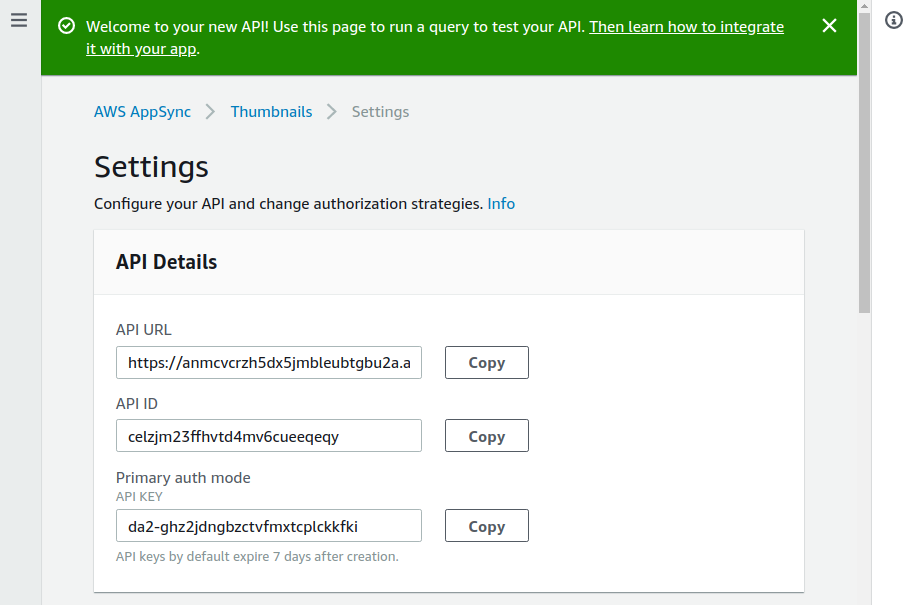 Welcome to your new API! Use this page to run a query to test your API. Then learn how to integrate
it with your app.
AWS AppSync > Thumbnails > Settings
Settings
Configure your API and change authorization strategies. Info
API Details
API URL
https://anmcvcrzh5dx5jmbleubtgbu2a.a
Copy
API ID
celzjm23ffhvtd4mv6cueeqeqy
Copy
Primary auth mode
API KEY
da2-ghz2jdngbzctvfmxtcplckkfki
Copy
API keys by default expire 7 days after creation.